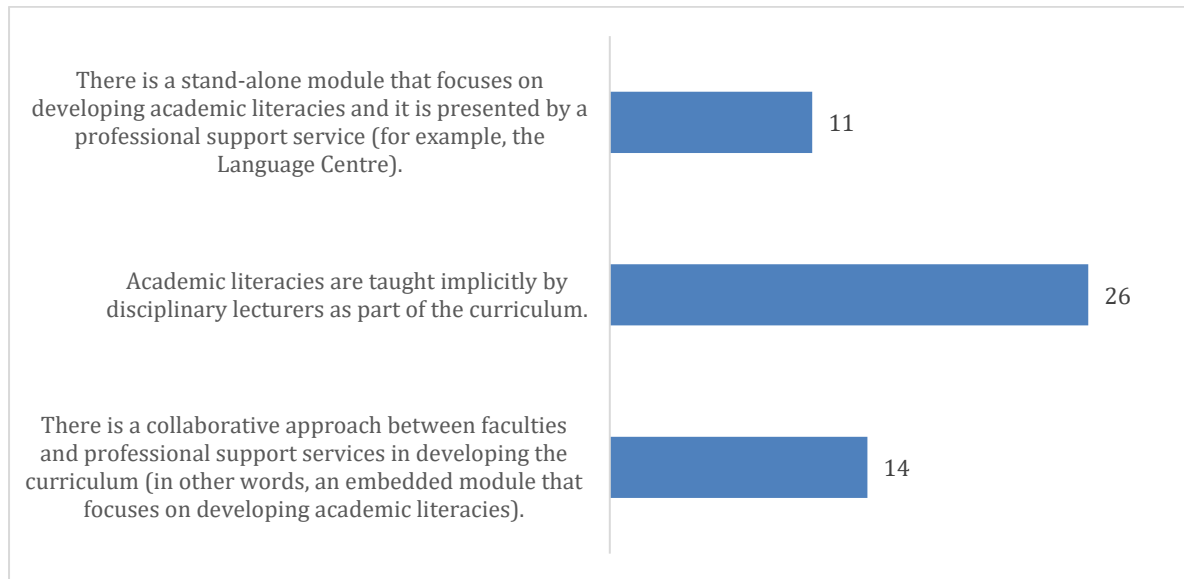 There is a stand-alone module that focuses on
developing academic literacies and it is presented by a
professional support service (for example, the
Language Centre).
11
Academic literacies are taught implicitly by
disciplinary lecturers as part of the curriculum.
26
There is a collaborative approach between faculties
and professional support services in developing the
curriculum (in other words, an embedded module that
focuses on developing academic literacies).
14